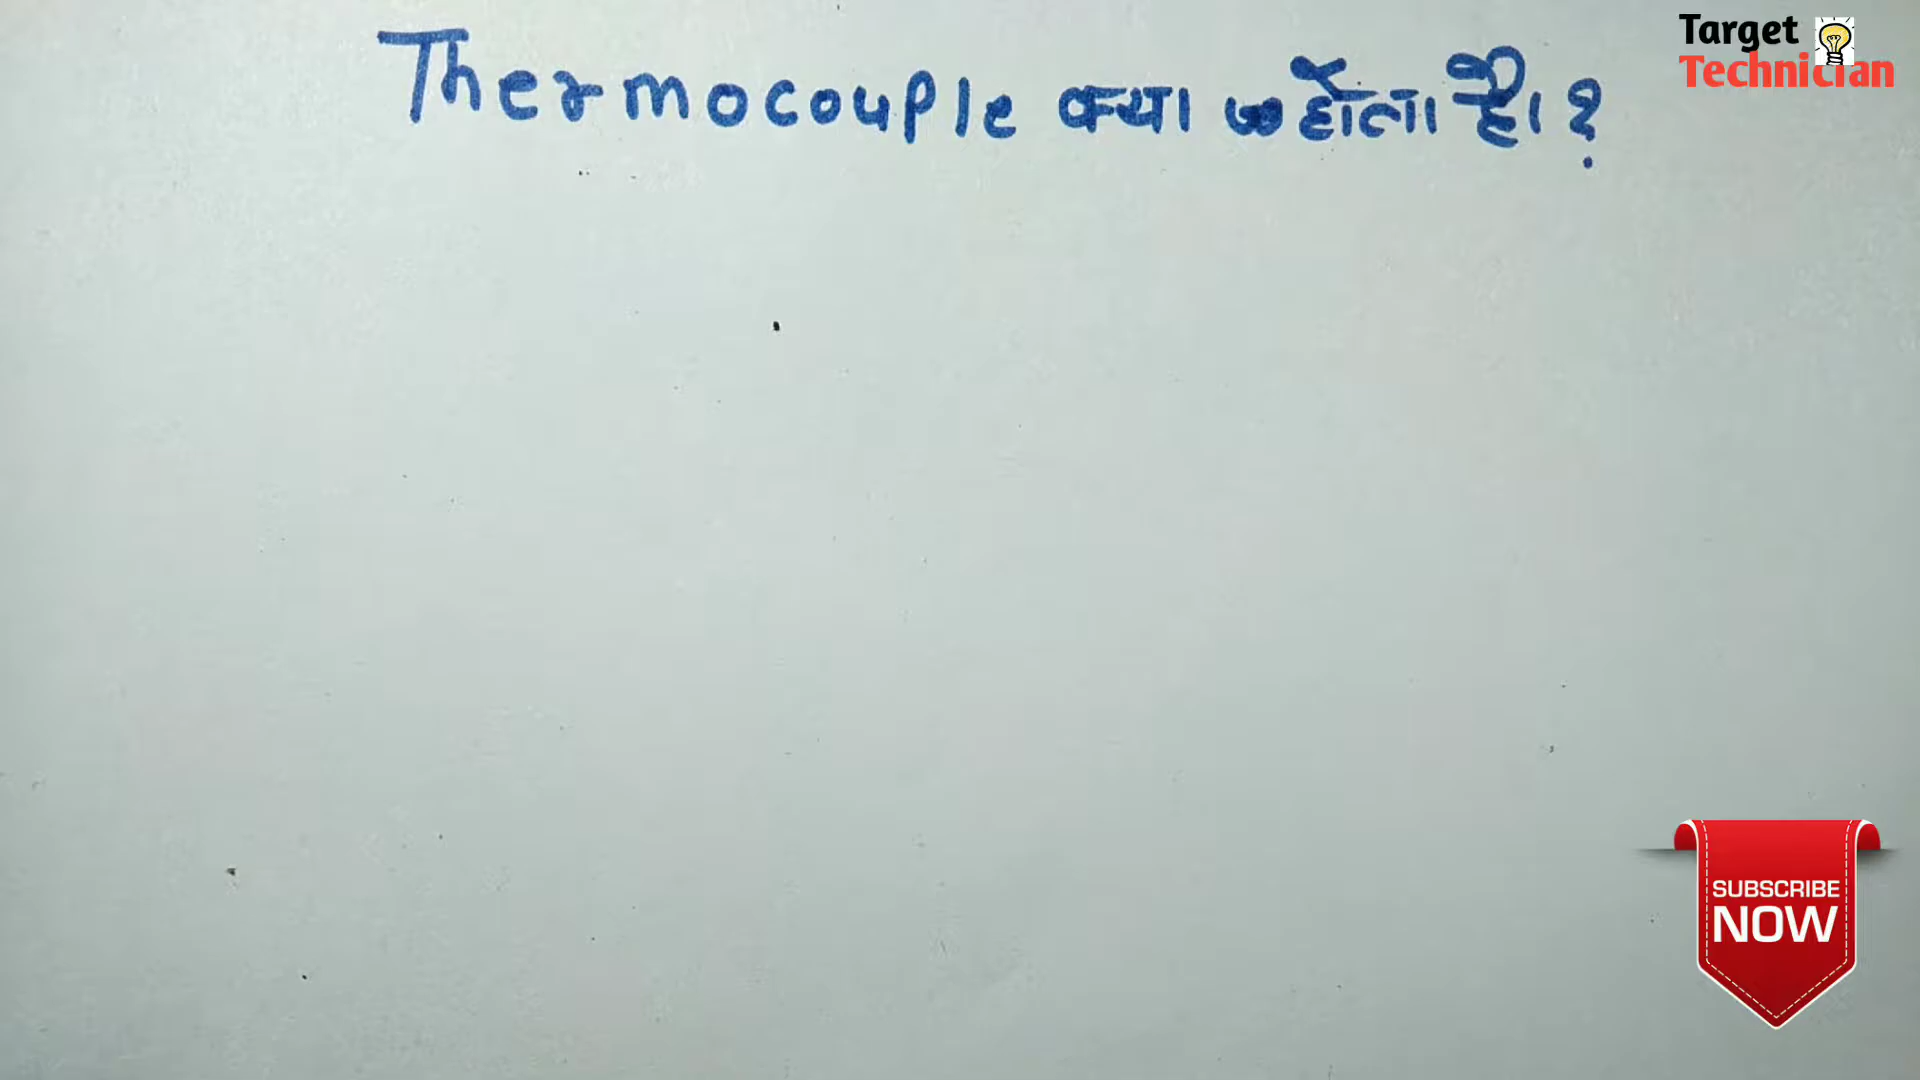 Thermocouple क्या होता है। ?
Target
Technician
SUBSCRIBE
NOW